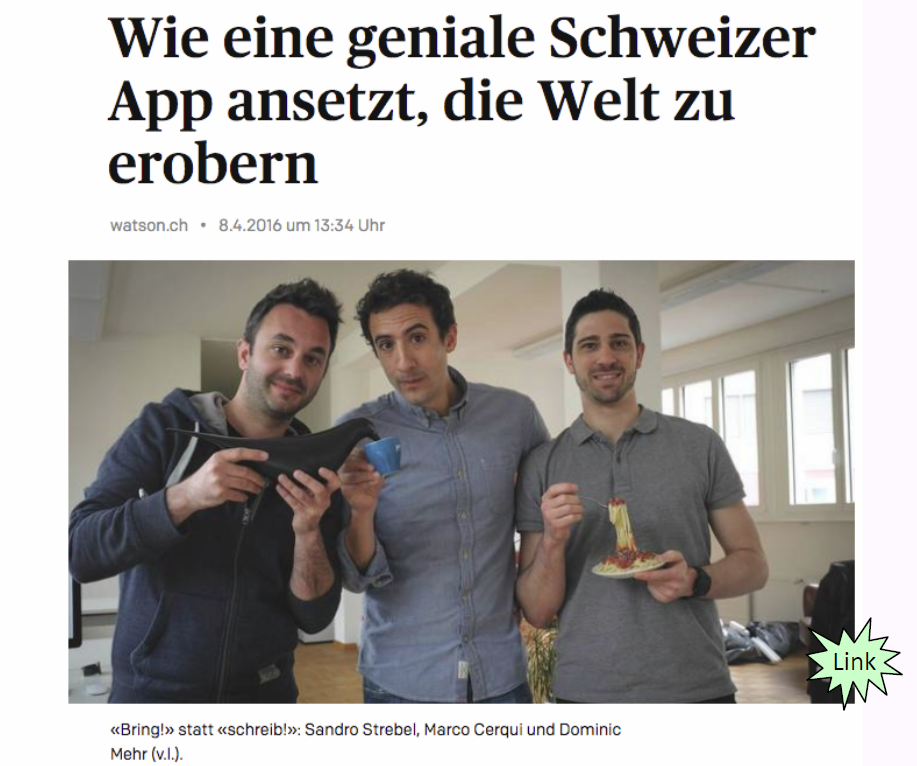 Wie eine geniale Schweizer
App ansetzt, die Welt zu
erobern
watson.ch • 8.4.2016 um 13:34 Uhr
Link
«Bring!» statt «schreib!»: Sandro Strebel, Marco Cerqui und Dominic
Mehr (v.l.).